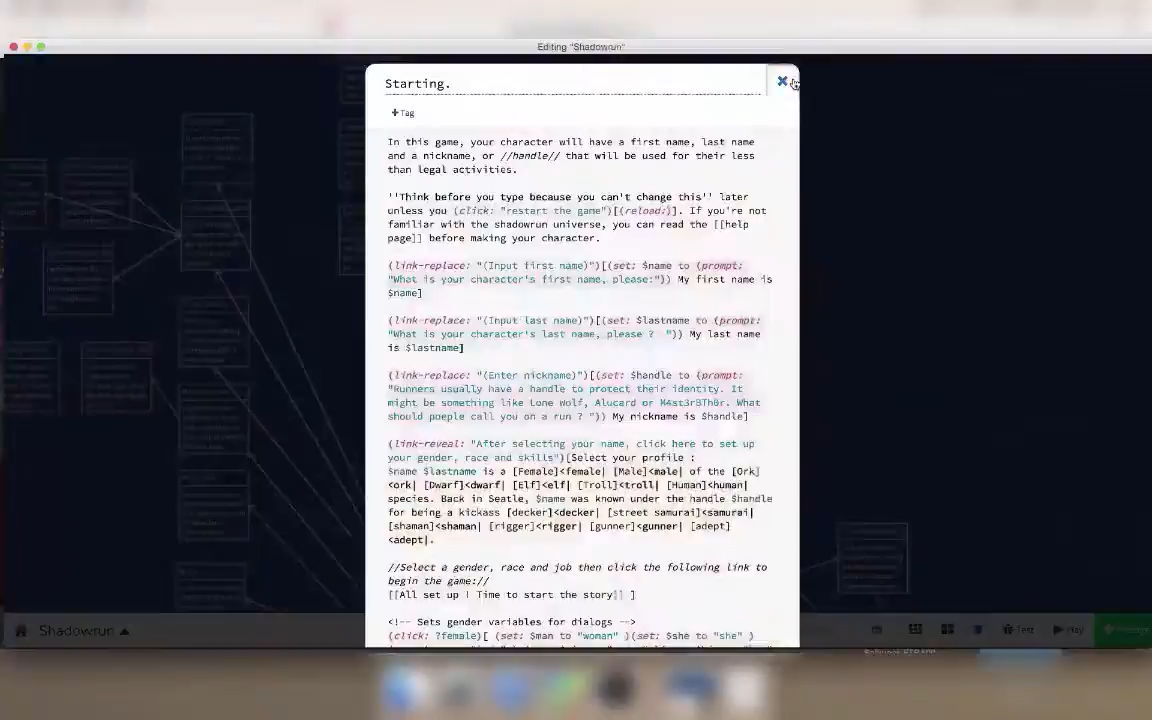 Editing "Shadowrun"
Starting.
+ Tag
In this game, your character will have a first name, last name
and a nickname, or //handle// that will be used for their less
than legal activities.
''Think before you type because you can't change this'' later
unless you (click: "restart the game")[(reload:)]. If you're not
familiar with the shadowrun universe, you can read the [[help
page]] before making your character.
(link-replace: "(Input first name)")[(set: $name to (prompt:
"What is your character's first name, please:")) My first name is
$name]
(link-replace: "(Input last name)")[(set: $lastname to (prompt:
"What is your character's last name, please ?  ")) My last name
is $lastname]
(link-replace: "(Enter nickname)")[(set: $handle to (prompt:
"Runners usually have a handle to protect their identity. It
might be something like Lone Wolf, Alucard or M4st3rBTh0r. What
should poeple call you on a run ? ")) My nickname is $handle]
(link-reveal: "After selecting your name, click here to set up
your gender, race and skills")[Select your profile :
$name $lastname is a [Female]<female| [Male]<male| of the [Ork]
<ork| [Dwarf]<dwarf| [Elf]<elf| [Troll]<troll| [Human]<human|
species. Back in Seatle, $name was known under the handle $handle
for being a kickass [decker]<decker| [street samurai]<samurai|
[shaman]<shaman| [rigger]<rigger| [gunner]<gunner| [adept]
<adept|.
//Select a gender, race and job then click the following link to
begin the game://
[[All set up ! Time to start the story]] ]
<!-- Sets gender variables for dialogs -->
(click: ?female)[ (set: $man to "woman" )(set: $she to "she" )
Shadowrun
Test
Play